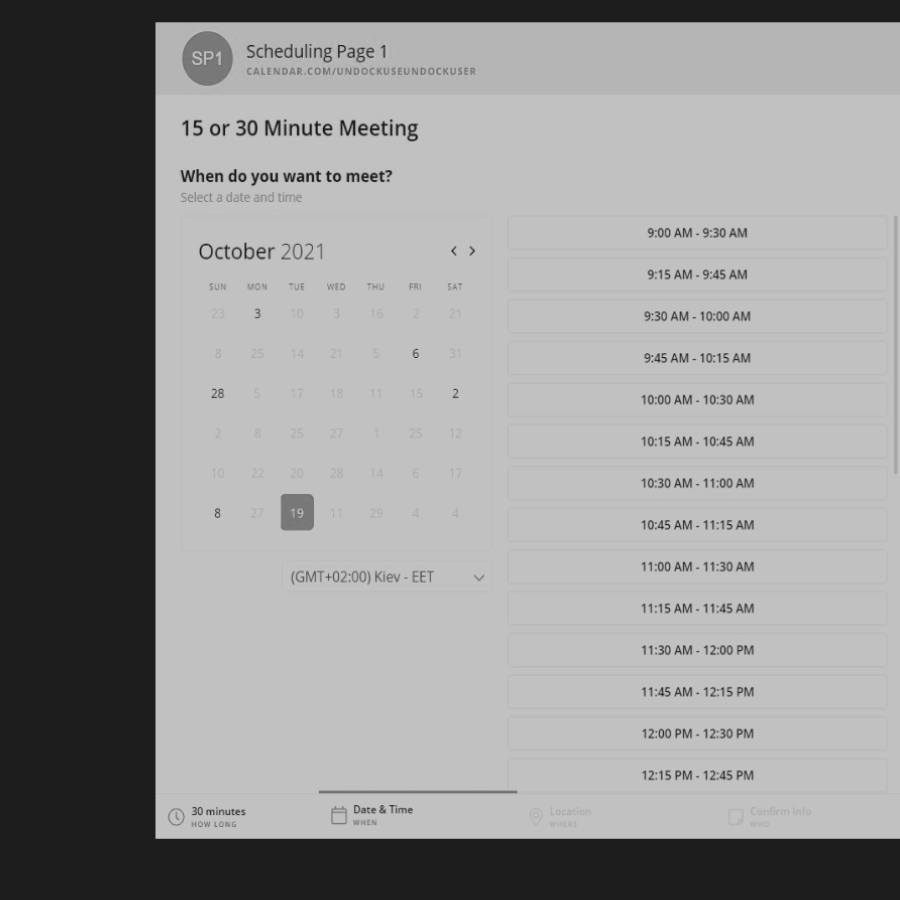 SP1
Scheduling Page 1
CALENDAR.COM/UNDOCKUSEUNDOCKUSER
15 or 30 Minute Meeting
When do you want to meet?
Select a date and time
October 2021
SUN MON TUE WED THU FRI SAT
23 3 10 3 16 2 21
8 25 14 21 5 6 31
28 5 17 18 11 15 2
2 8 25 27 1 25 12
10 22 20 28 14 6 17
8 27 19 11 29 4 4
(GMT+02:00) Kiev - EET
9:00 AM - 9:30 AM
9:15 AM - 9:45 AM
9:30 AM - 10:00 AM
9:45 AM - 10:15 AM
10:00 AM - 10:30 AM
10:15 AM - 10:45 AM
10:30 AM - 11:00 AM
10:45 AM - 11:15 AM
11:00 AM - 11:30 AM
11:15 AM - 11:45 AM
11:30 AM - 12:00 PM
11:45 AM - 12:15 PM
12:00 PM - 12:30 PM
12:15 PM - 12:45 PM
30 minutes
HOW LONG
Date & Time
WHEN
Location
WHERE
Confirm Info
WHO